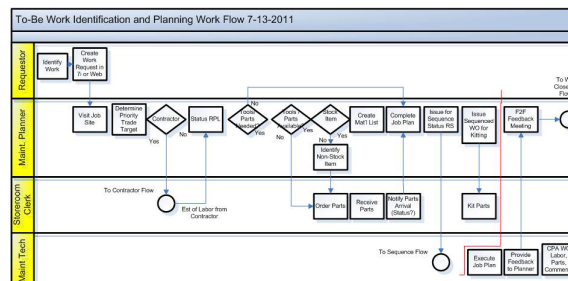 To-Be Work Identification and Planning Work Flow 7-13-2011
Requestor
Identify
Work
Create
Work
Request in
7i or Web
To W
Close
Flow
Maint. Planner
Visit Job
Site
Determine
Priority
Trade
Target
Contractor
No
Yes
Status RPL
Tools /
Parts
Needed?
No
Yes
Tools /
Parts
Available?
Yes
No
Stock
Item
Yes
No
Identify
Non-Stock
Item
Create
Mat'l List
Complete
Job Plan
Issue for
Sequence
Status RS
Issue
Sequenced
WO for
Kitting
F2F
Feedback
Meeting
Storeroom
Clerk
To Contractor Flow
Est of Labor from
Contractor
Order Parts
Receive
Parts
Notify Parts
Arrival
(Status?)
Kit Parts
Maint Tech
To Sequence Flow
Execute
Job Plan
Provide
Feedback
to Planner
CPA WO
Labor,
Parts,
Commen